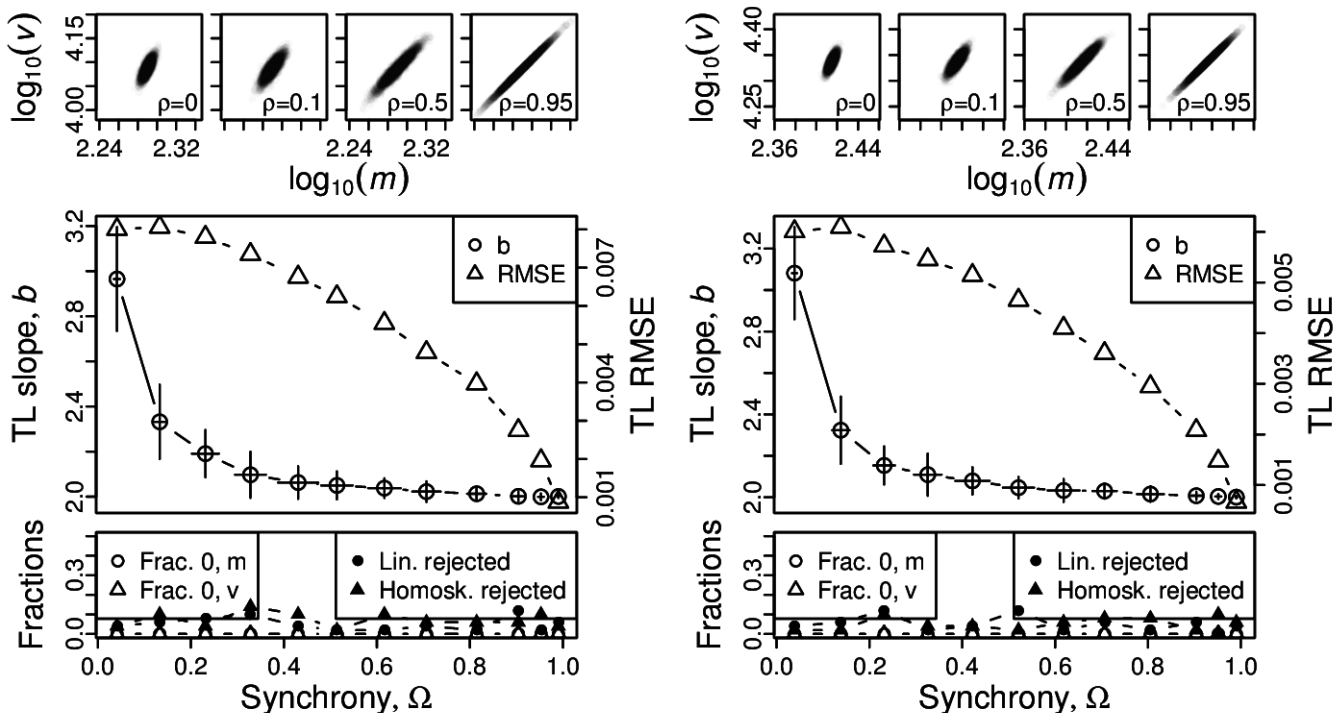 log10(v)
4.00 4.15
ρ=0 ρ=0.1 ρ=0.5 ρ=0.95
2.24 2.32 2.24 2.32
log10(m)
TL slope, b
2.0 2.4 2.8 3.2
b
RMSE
0.001 0.004 0.007
TL RMSE
Fractions
0.0 0.3
Frac. 0, m
Frac. 0, v
Lin. rejected
Homosk. rejected
0.0 0.2 0.4 0.6 0.8 1.0
Synchrony, Ω
log10(v)
4.25 4.40
ρ=0 ρ=0.1 ρ=0.5 ρ=0.95
2.36 2.44 2.36 2.44
log10(m)
TL slope, b
2.0 2.4 2.8 3.2
b
RMSE
0.001 0.003 0.005
TL RMSE
Fractions
0.0 0.3
Frac. 0, m
Frac. 0, v
Lin. rejected
Homosk. rejected
0.0 0.2 0.4 0.6 0.8 1.0
Synchrony, Ω